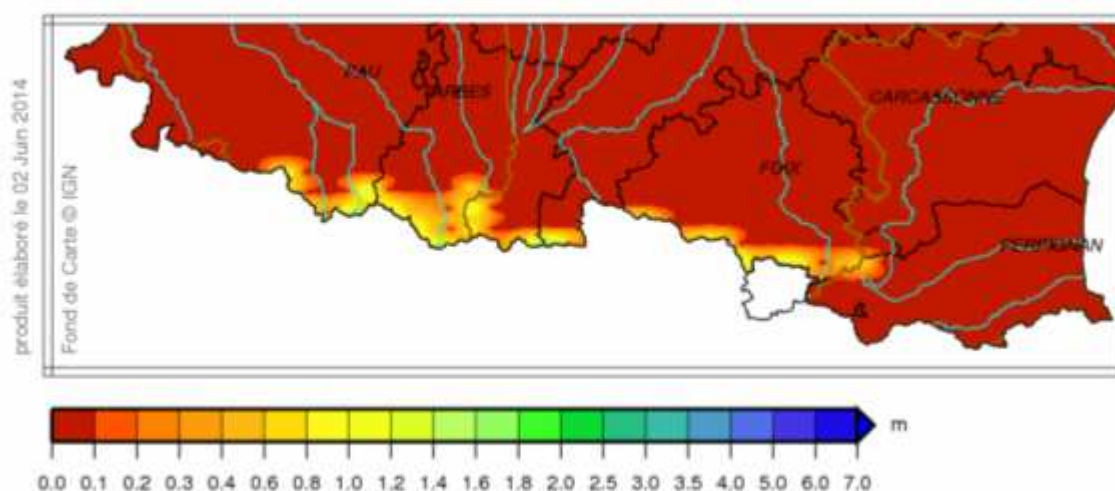 produit élaboré le 02 Juin 2014
Fond de Carte © IGN
PAU
TARBES
CARCASSONNE
FOIX
PERPIGNAN
m
0.0 0.1 0.2 0.3 0.4 0.6 0.8 1.0 1.2 1.4 1.6 1.8 2.0 2.5 3.0 3.5 4.0 5.0 6.0 7.0